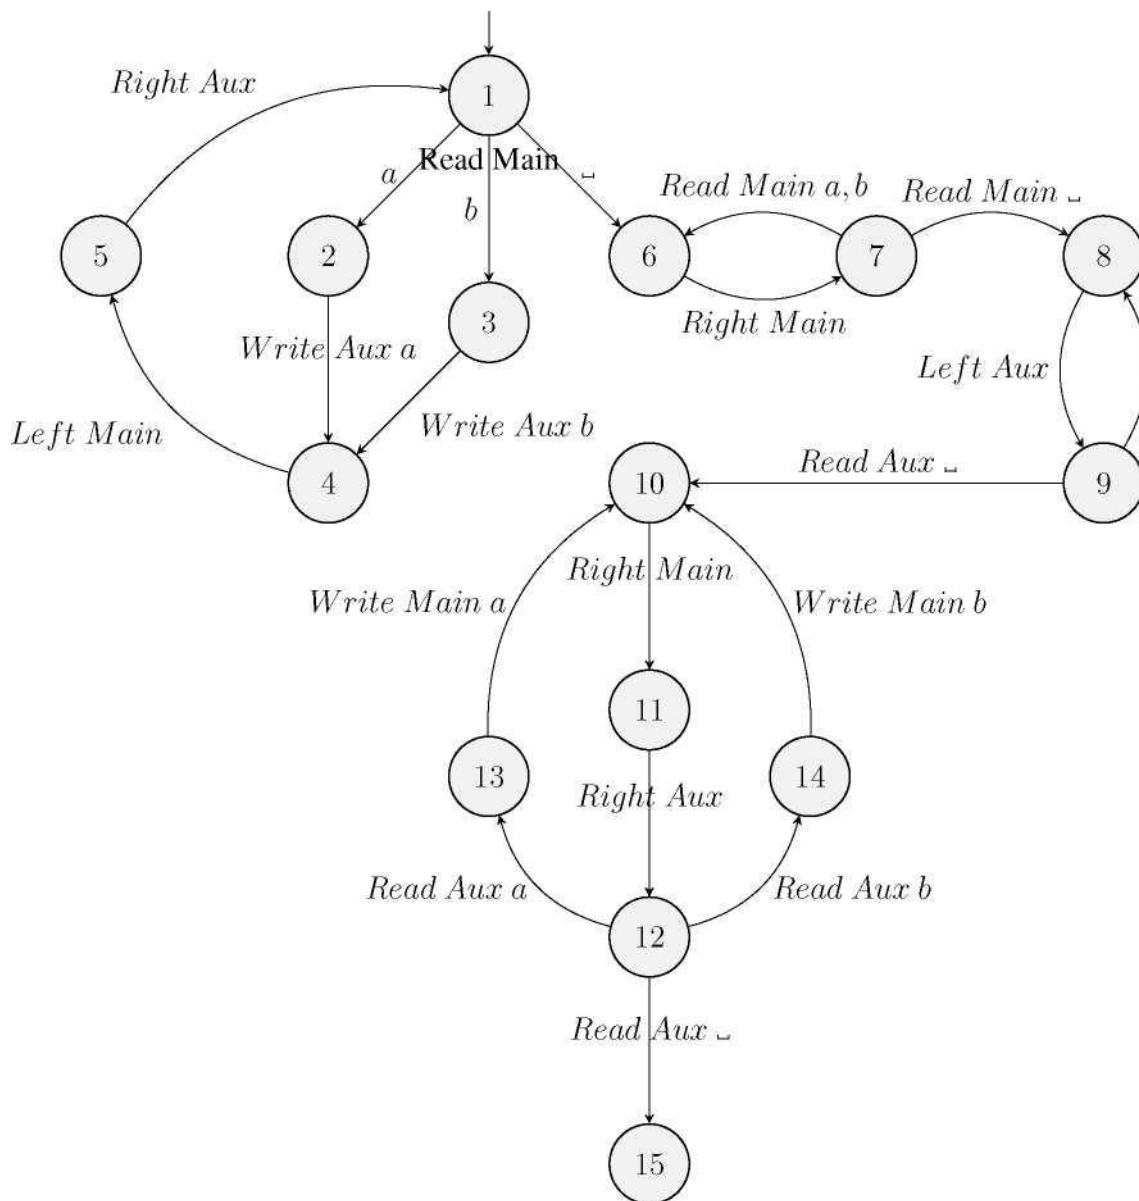 Right Aux
1
Read Main
a
␣
b
Read Main a, b
Read Main ␣
5
2
6
7
8
3
Right Main
Write Aux a
Left Aux
Left Main
Write Aux b
Read Aux ␣
4
10
9
Right Main
Write Main a
Write Main b
11
13
14
Right Aux
Read Aux a
Read Aux b
12
Read Aux ␣
15